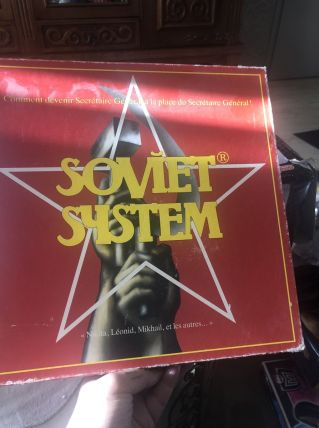 Comment devenir Secrétaire Général à la place du Secrétaire Général !
SOVIET®
SYSTEM
« Nikita, Léonid, Mikhaïl, et les autres... »